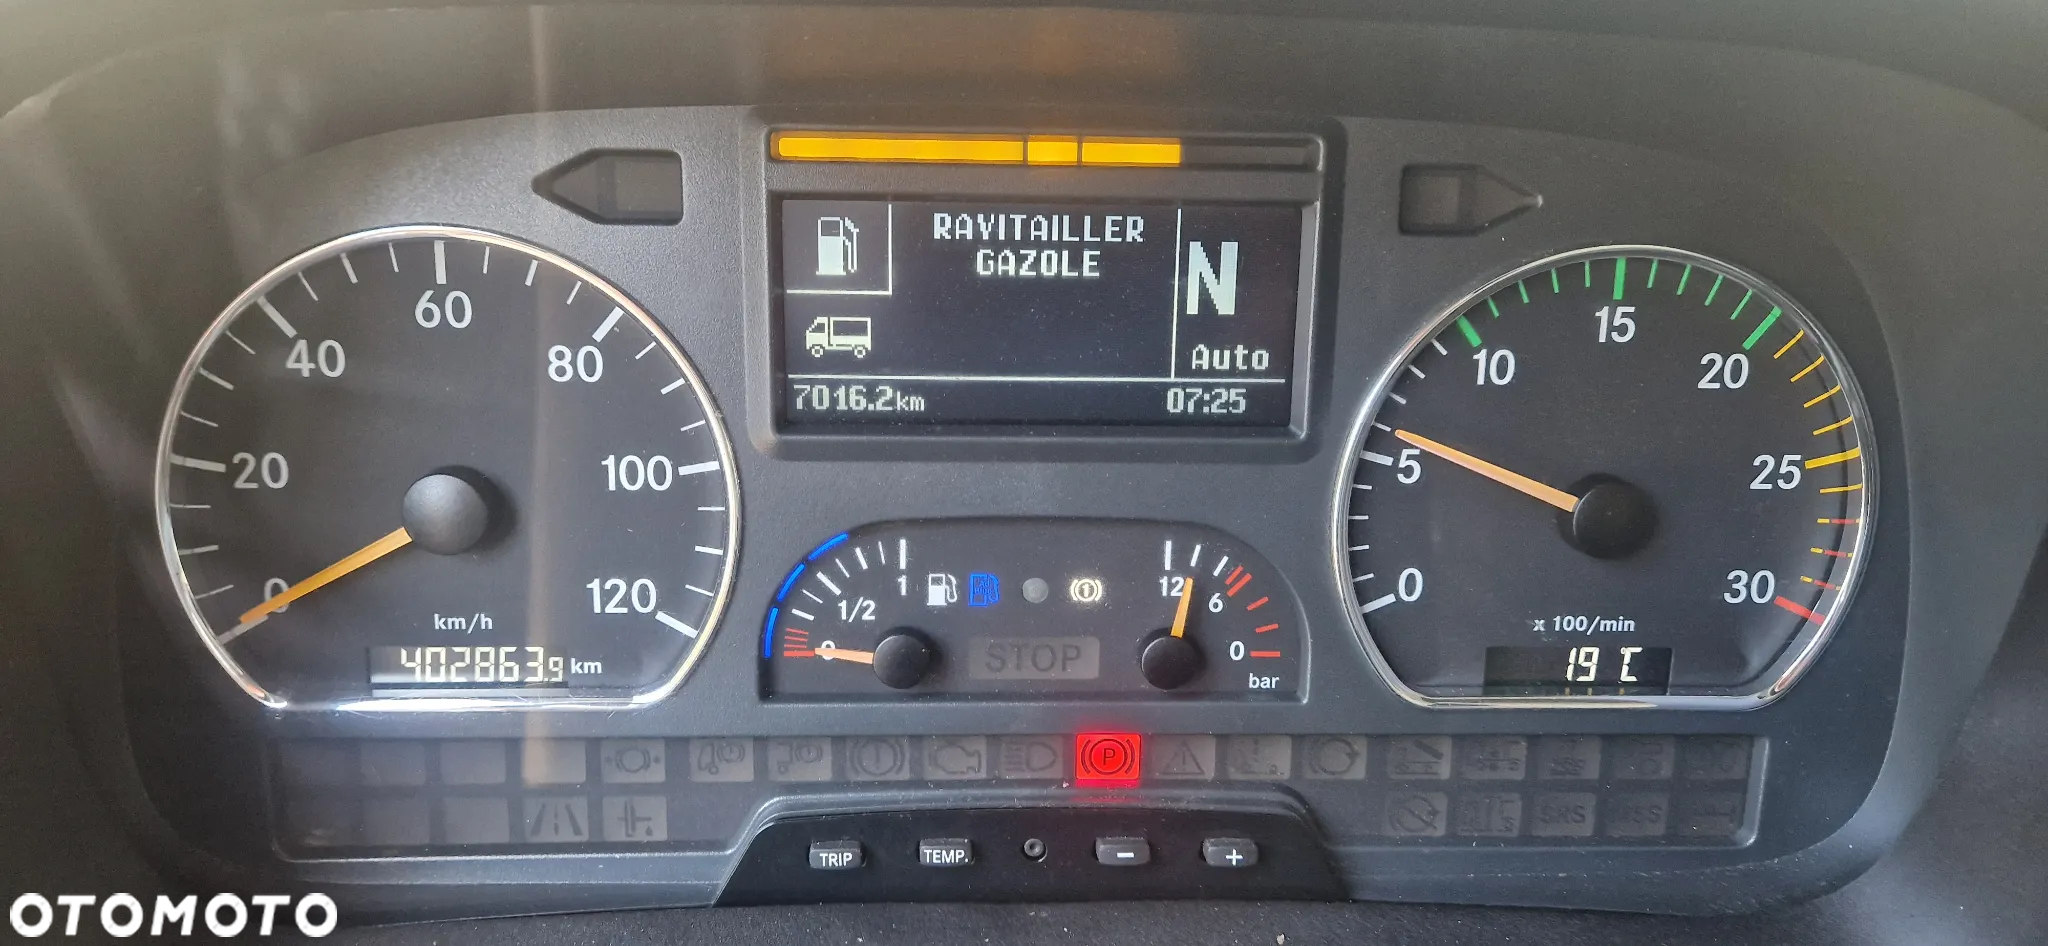 RAVITAILLER
GAZOLE
N
Auto
7016.2km
07:25
0
20
40
60
80
100
120
km/h
402863.9 km
0
1/2
1
1
STOP
12
6
0
bar
0
5
10
15
20
25
30
x 100/min
19 °C
P
SRS
TRIP
TEMP.
-
+
OTOMOTO